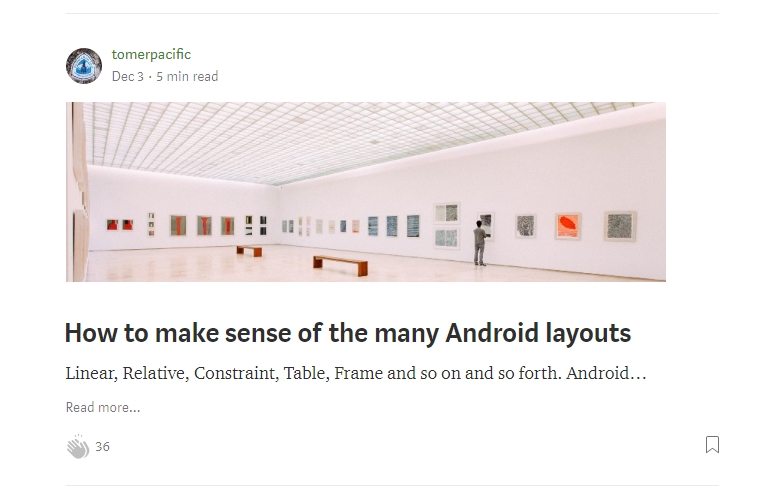 tomerpacific
Dec 3 · 5 min read
How to make sense of the many Android layouts
Linear, Relative, Constraint, Table, Frame and so on and so forth. Android…
Read more...
36